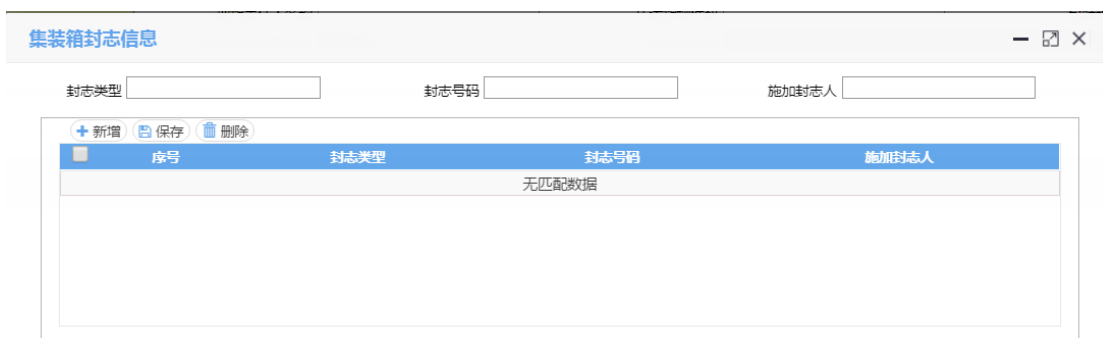 集装箱封志信息
封志类型 封志号码 施加封志人
新增 保存 删除
序号 封志类型 封志号码 施加封志人
无匹配数据